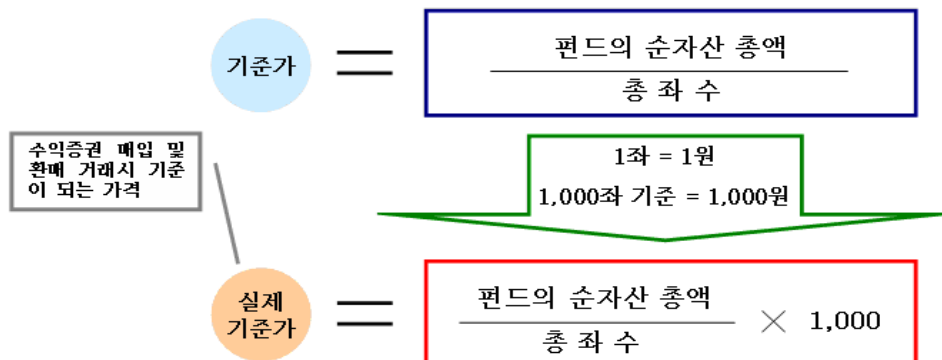 기준가
=
펀드의 순자산 총액
총 좌 수
수익증권 매입 및
환매 거래시 기준
이 되는 가격
1좌 = 1원
1,000좌 기준 = 1,000원
실제
기준가
=
펀드의 순자산 총액
총 좌 수
× 1,000